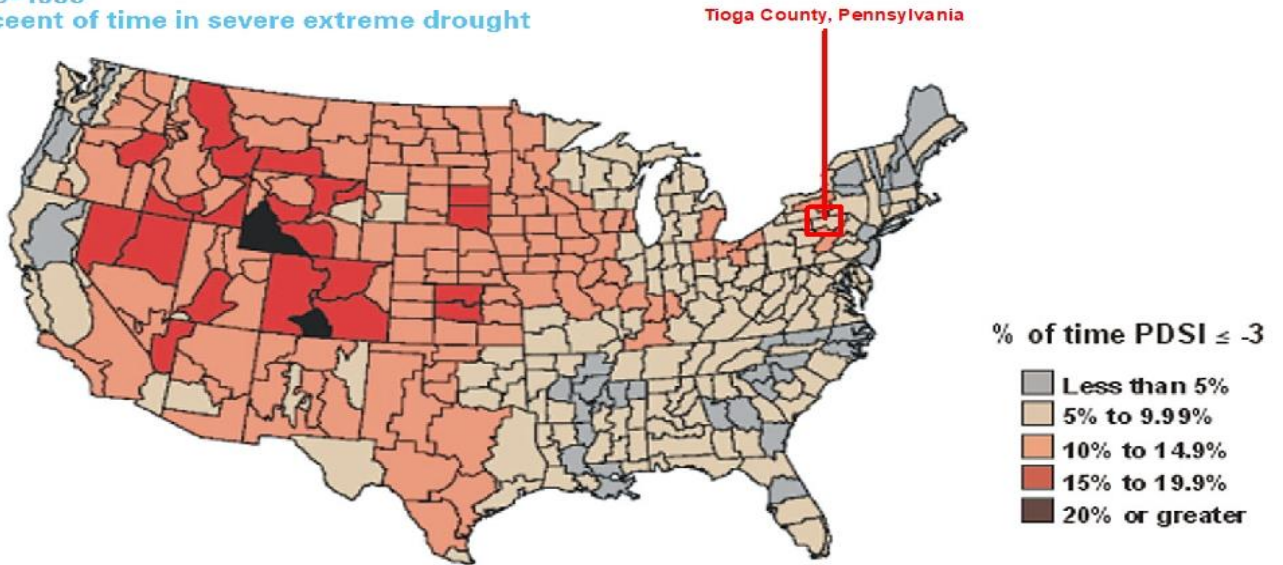 cent of time in severe extreme drought
Tioga County, Pennsylvania
% of time PDSI ≤ -3
Less than 5%
5% to 9.99%
10% to 14.9%
15% to 19.9%
20% or greater